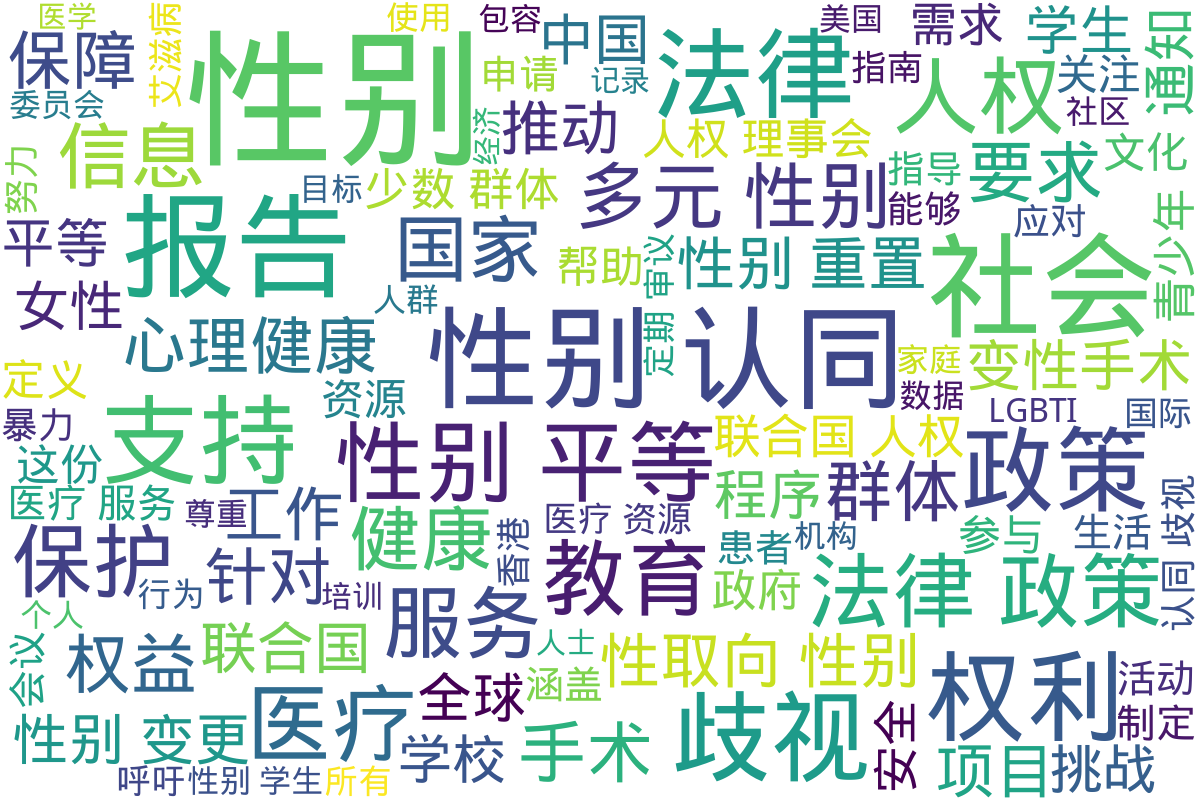 医学
艾滋病
使用
包容
中国
美国
需求
学生
通知
保障
性别
法律
申请
记录
指南
人权
关注
委员会
社区
信息
经济
推动
人权 理事会
文化
努力
目标
少数 群体
多元 性别
指导
要求
报告
能够
平等
国家
帮助
审议
性别 重置
应对
青少年
社会
女性
人群
心理健康
性别 认同
定期
家庭
变性手术
定义
资源
数据
LGBTI
国际
暴力
支持
性别 平等
联合国 人权
政策
这份
医疗 服务
尊重
工作
健康
香港
医疗 资源
程序
群体
歧视
患者
机构
参与
生活
保护
针对
教育
行为
培训
服务
政府
法律 政策
认同
个人
会议
权益
联合国
人士
性取向 性别
权利
涵盖
全球
活动
性别 变更
医疗
歧视
安全
制定
学校
手术
项目
挑战
呼吁
性别 学生
所有